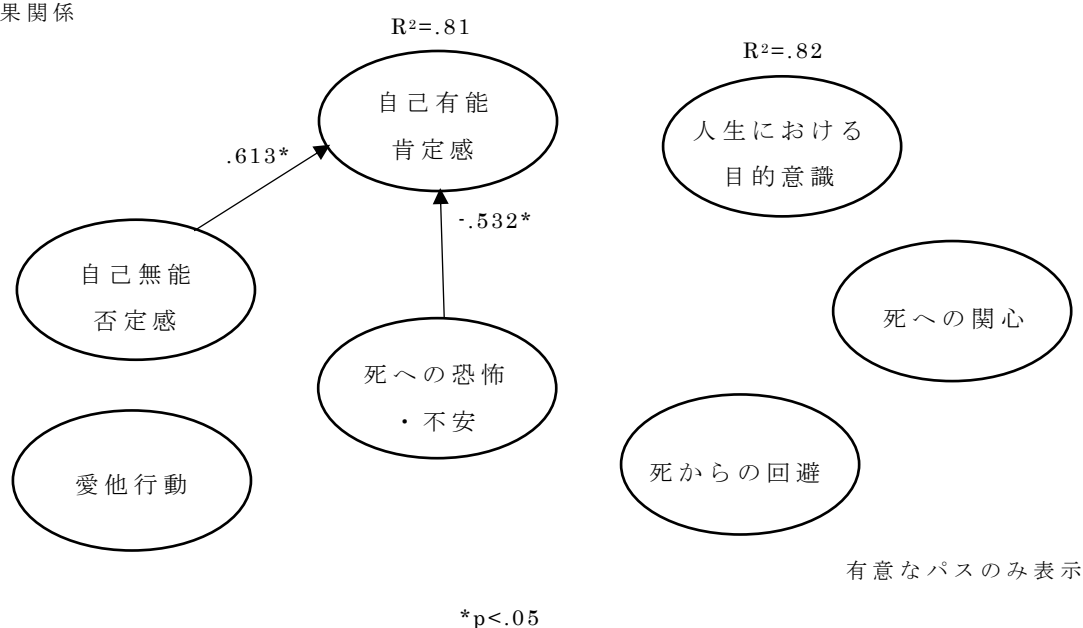 果関係
R²=.81
R²=.82
自己有能
肯定感
人生における
目的意識
.613*
-.532*
自己無能
否定感
死への関心
死への恐怖
・不安
愛他行動
死からの回避
有意なパスのみ表示
*p<.05